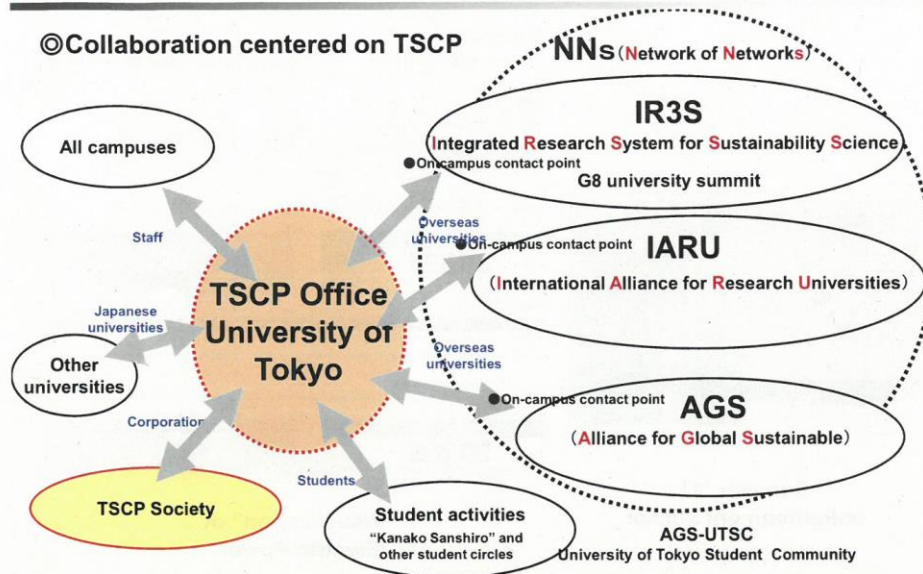 ◎Collaboration centered on TSCP
NNs (Network of Networks)
IR3S
Integrated Research System for Sustainability Science
●On-campus contact point
G8 university summit
All campuses
Staff
Overseas
universities
●On-campus contact point
IARU
(International Alliance for Research Universities)
TSCP Office
University of
Tokyo
Japanese
universities
Other
universities
Overseas
universities
●On-campus contact point
AGS
(Alliance for Global Sustainable)
Corporation
TSCP Society
Students
Student activities
“Kanako Sanshiro” and
other student circles
AGS-UTSC
University of Tokyo Student Community